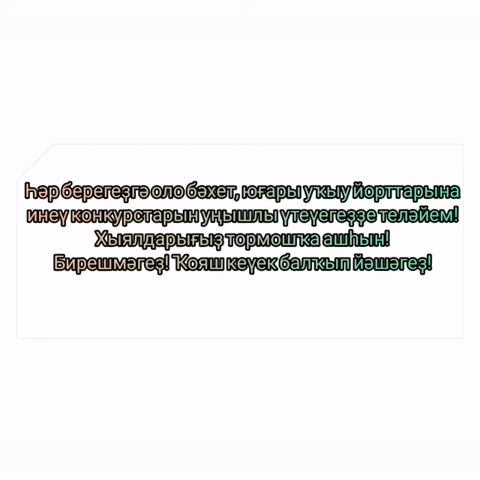 Һәр берегеҙгә оло бәхет, юғары уҡыу йорттарына
инеү конкурстарын уңышлы үтеүегеҙҙе теләйем!
Хыялдарығыҙ тормошҡа ашһын!
Бирешмәгеҙ! Ҡояш кеүек балҡып йәшәгеҙ!